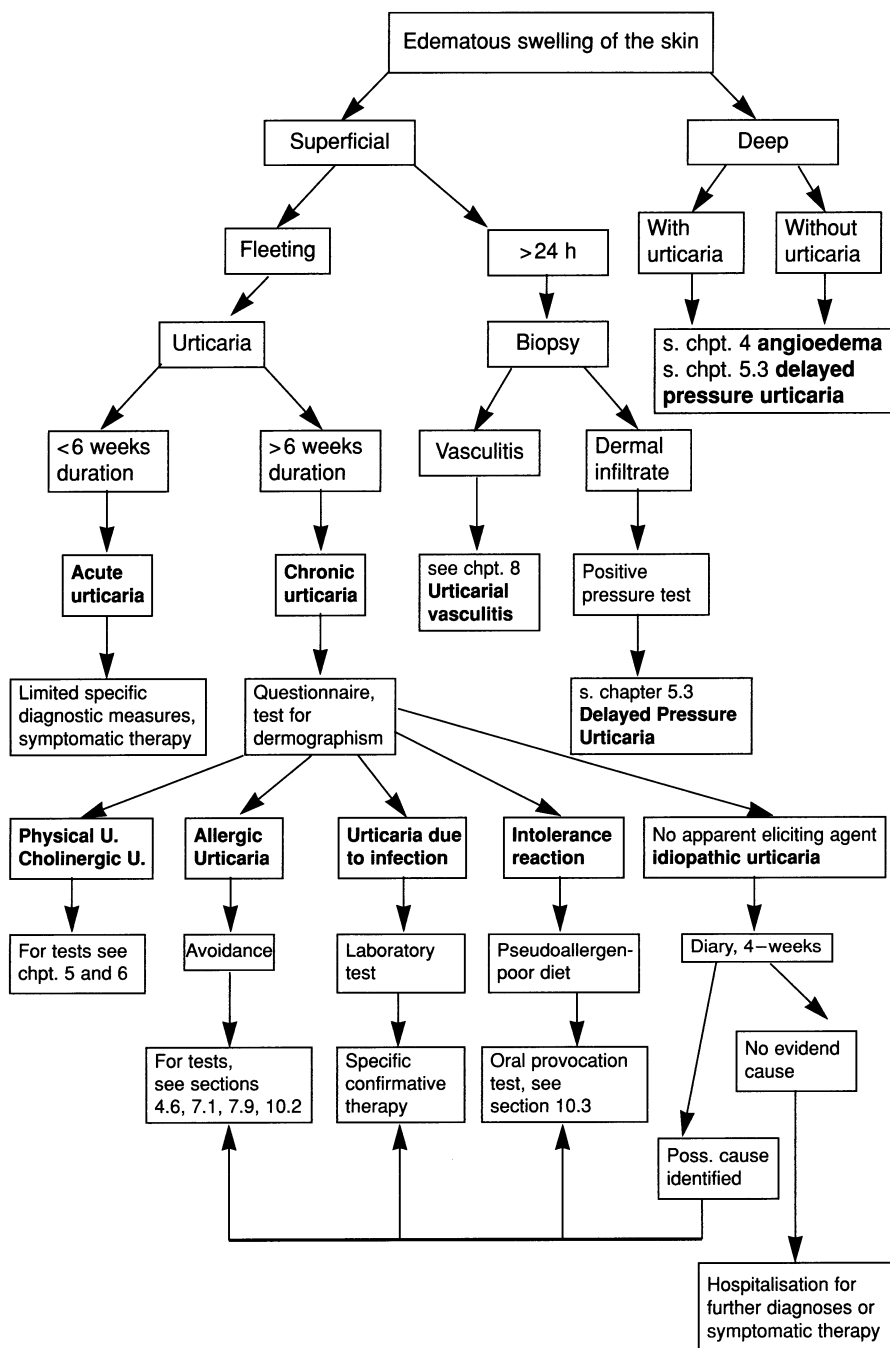 Edematous swelling of the skin
Superficial
Deep
Fleeting
>24 h
With
urticaria
Without
urticaria
Urticaria
Biopsy
s. chpt. 4 angioedema
s. chpt. 5.3 delayed
pressure urticaria
<6 weeks
duration
>6 weeks
duration
Vasculitis
Dermal
infiltrate
Acute
urticaria
Chronic
urticaria
see chpt. 8
Urticarial
vasculitis
Positive
pressure test
Limited specific
diagnostic measures,
symptomatic therapy
Questionnaire,
test for
dermographism
s. chapter 5.3
Delayed Pressure
Urticaria
Physical U.
Cholinergic U.
Allergic
Urticaria
Urticaria due
to infection
Intolerance
reaction
No apparent eliciting agent
idiopathic urticaria
For tests see
chpt. 5 and 6
Avoidance
Laboratory
test
Pseudoallergen-
poor diet
Diary, 4–weeks
For tests,
see sections
4.6, 7.1, 7.9, 10.2
Specific
confirmative
therapy
Oral provocation
test, see
section 10.3
No evidend
cause
Poss. cause
identified
Hospitalisation for
further diagnoses or
symptomatic therapy